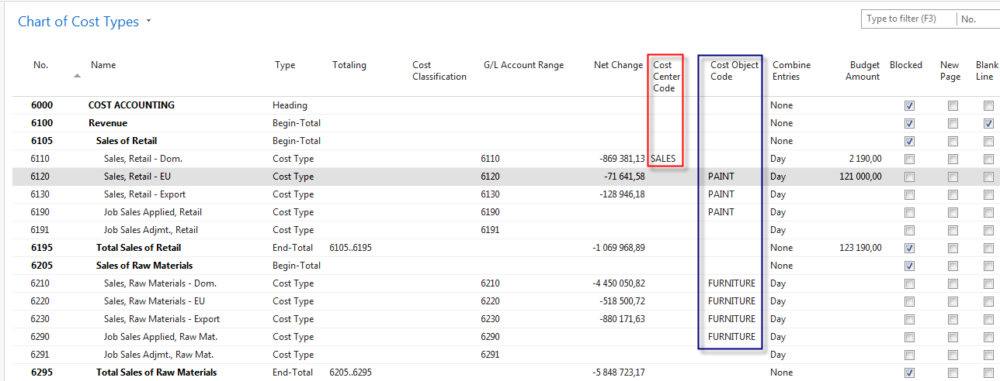 Chart of Cost Types
Type to filter (F3) No.
No. Name Type Totaling Cost Classification G/L Account Range Net Change Cost Center Code Cost Object Code Combine Entries Budget Amount Blocked New Page Blank Line
6000 COST ACCOUNTING Heading None
6100 Revenue Begin-Total None
6105 Sales of Retail Begin-Total None
6110 Sales, Retail - Dom. Cost Type 6110 -869 381,13 SALES Day 2 190,00
6120 Sales, Retail - EU Cost Type 6120 -71 641,58 PAINT Day 121 000,00
6130 Sales, Retail - Export Cost Type 6130 -128 946,18 PAINT Day
6190 Job Sales Applied, Retail Cost Type 6190 PAINT Day
6191 Job Sales Adjmt., Retail Cost Type 6191 Day
6195 Total Sales of Retail End-Total 6105..6195 -1 069 968,89 None 123 190,00
6205 Sales of Raw Materials Begin-Total None
6210 Sales, Raw Materials - Dom. Cost Type 6210 -4 450 050,82 FURNITURE Day
6220 Sales, Raw Materials - EU Cost Type 6220 -518 500,72 FURNITURE Day
6230 Sales, Raw Materials - Export Cost Type 6230 -880 171,63 FURNITURE Day
6290 Job Sales Applied, Raw Mat. Cost Type 6290 FURNITURE Day
6291 Job Sales Adjmt., Raw Mat. Cost Type 6291 Day
6295 Total Sales of Raw Materials End-Total 6205..6295 -5 848 723,17 None